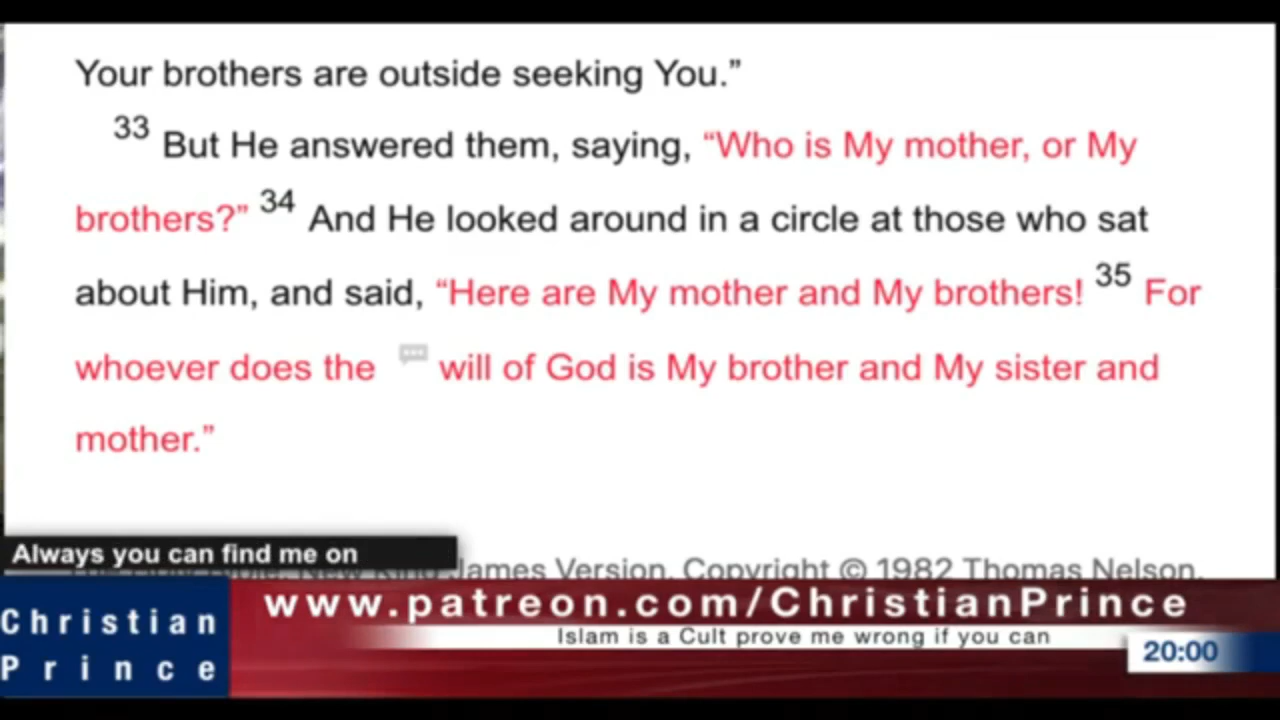 Your brothers are outside seeking You.”
33 But He answered them, saying, “Who is My mother, or My
brothers?” 34 And He looked around in a circle at those who sat
about Him, and said, “Here are My mother and My brothers! 35 For
whoever does the will of God is My brother and My sister and
mother.”
Always you can find me on
James Version, Copyright © 1982 Thomas Nelson.
Christian
Prince
www.patreon.com/ChristianPrince
Islam is a Cult prove me wrong if you can
20:00